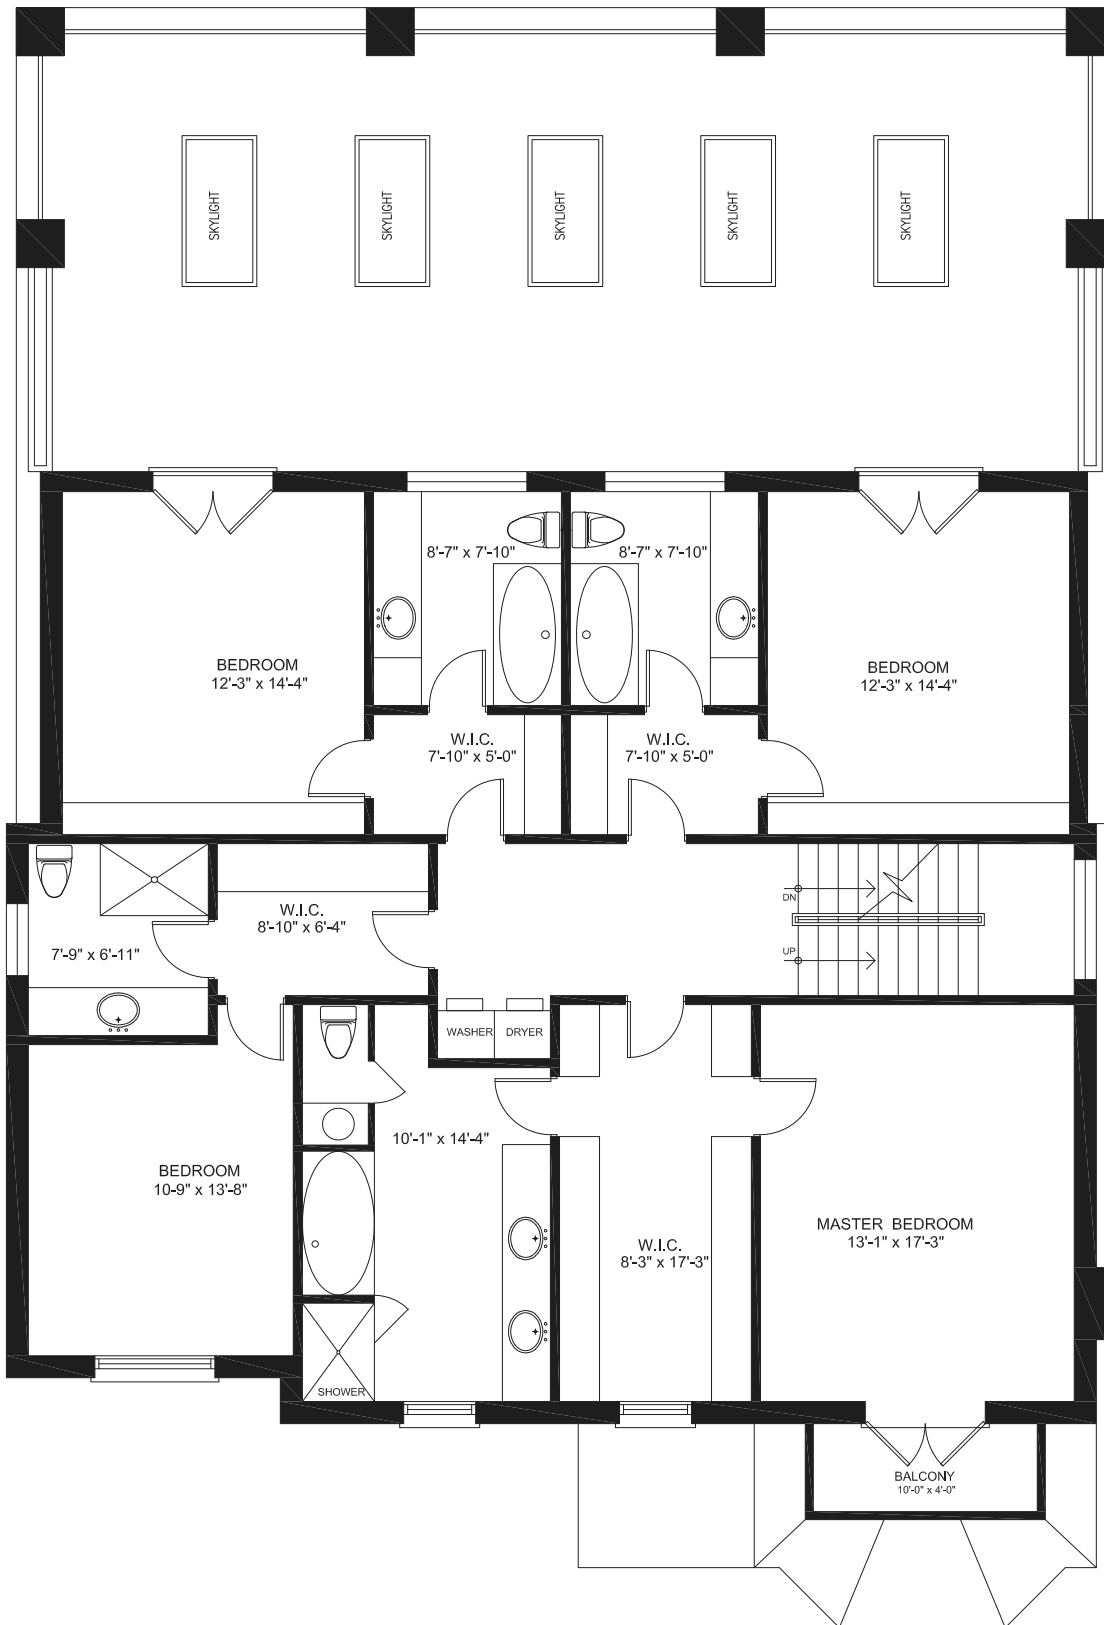 SKYLIGHT
SKYLIGHT
SKYLIGHT
SKYLIGHT
SKYLIGHT
8'-7" x 7'-10"
8'-7" x 7'-10"
BEDROOM
12'-3" x 14'-4"
BEDROOM
12'-3" x 14'-4"
W.I.C.
7'-10" x 5'-0"
W.I.C.
7'-10" x 5'-0"
DN
W.I.C.
8'-10" x 6'-4"
7'-9" x 6'-11"
UP
WASHER
DRYER
10'-1" x 14'-4"
BEDROOM
10-9" x 13'-8"
MASTER BEDROOM
13'-1" x 17'-3"
W.I.C.
8'-3" x 17'-3"
SHOWER
BALCONY
10'-0" x 4'-0"